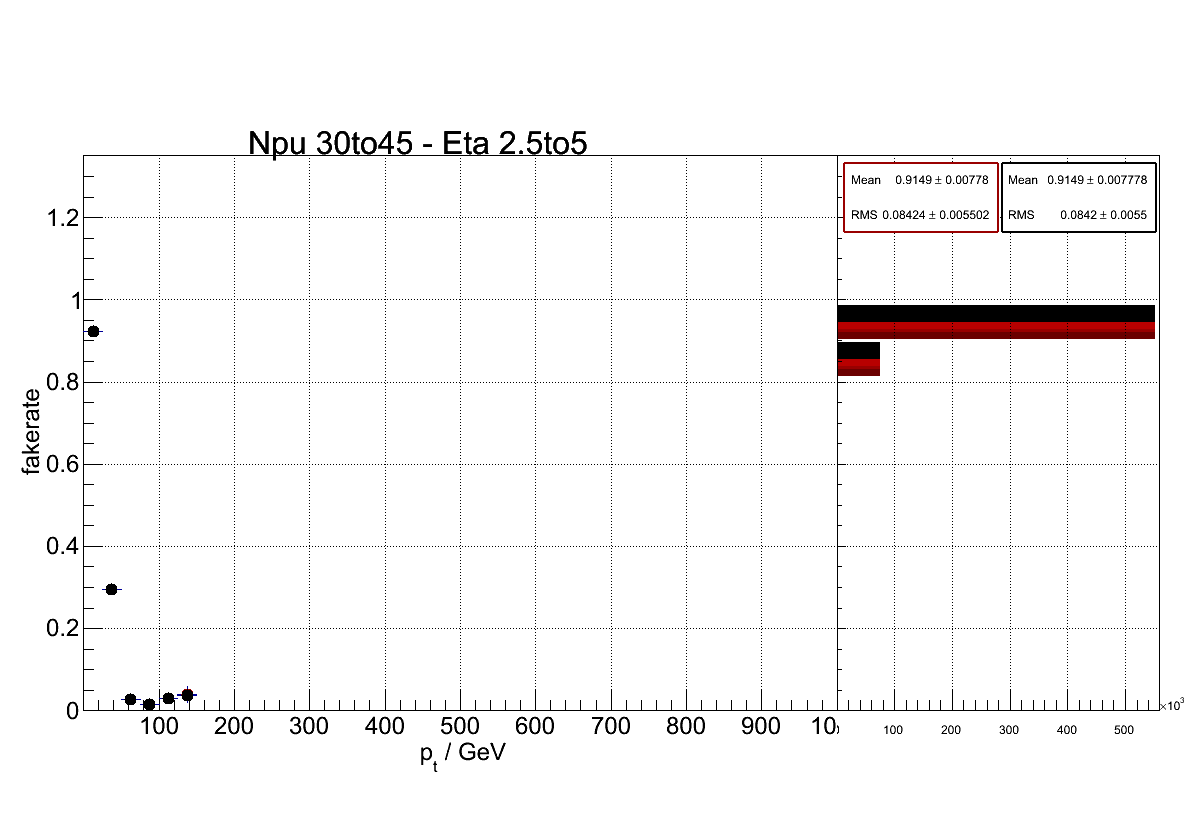 Npu 30to45 - Eta 2.5to5
Mean 0.9149 ± 0.00778
RMS 0.08424 ± 0.005502
Mean 0.9149 ± 0.007778
RMS 0.0842 ± 0.0055
1.2
1
0.8
0.6
0.4
0.2
0
fakerate
100 200 300 400 500 600 700 800 900
100 200 300 400 500
×10³
p_t / GeV